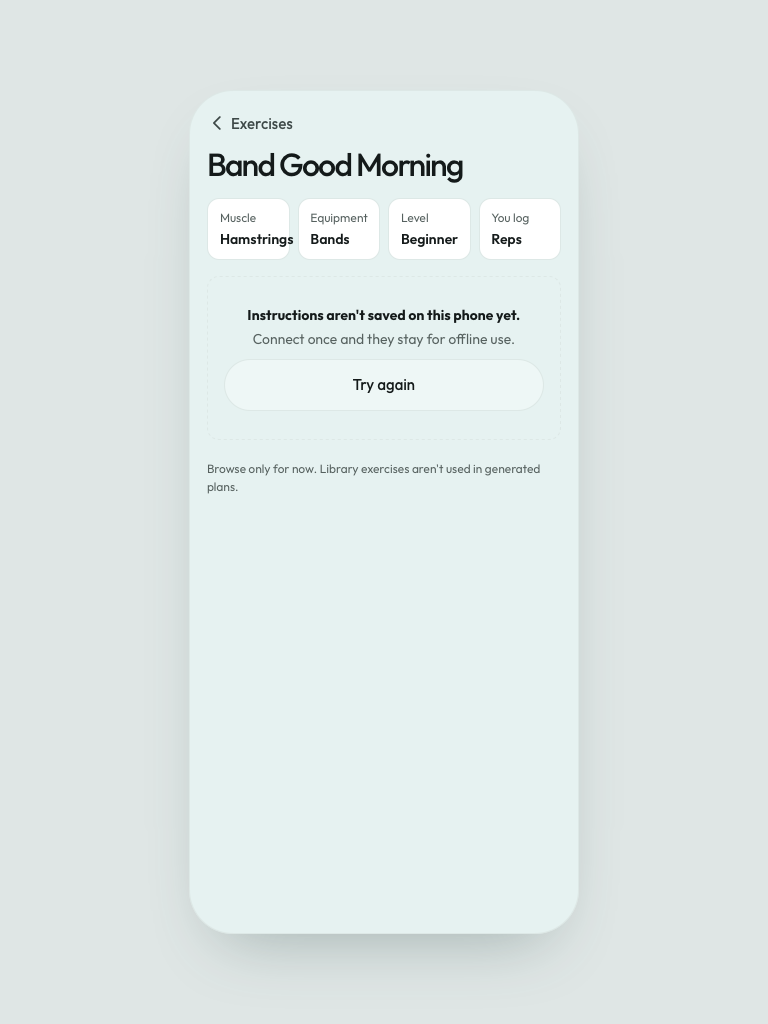 Exercises
Band Good Morning
Muscle Equipment Level You log
Hamstrings Bands Beginner Reps
Instructions aren't saved on this phone yet.
Connect once and they stay for offline use.
Try again
Browse only for now. Library exercises aren't used in generated
plans.